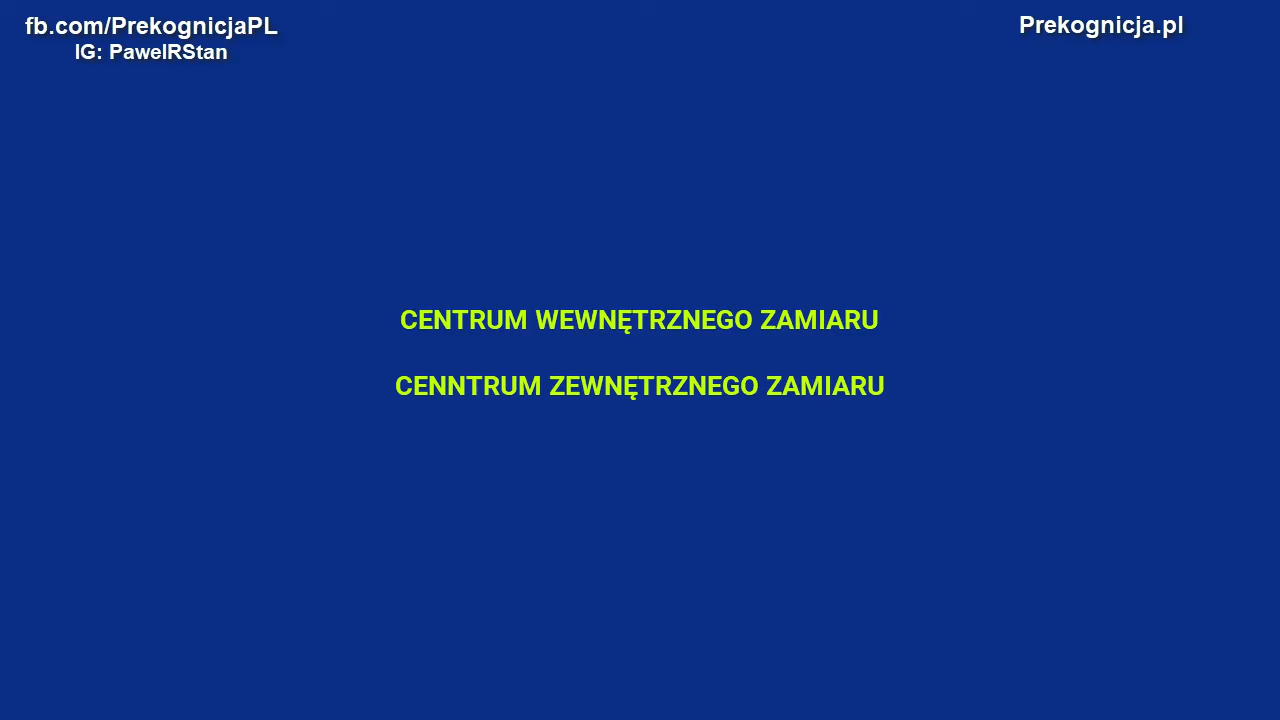 fb.com/PrekognicjaPL
IG: PawelRStan
Prekognicja.pl
CENTRUM WEWNĘTRZNEGO ZAMIARU
CENNTRUM ZEWNĘTRZNEGO ZAMIARU